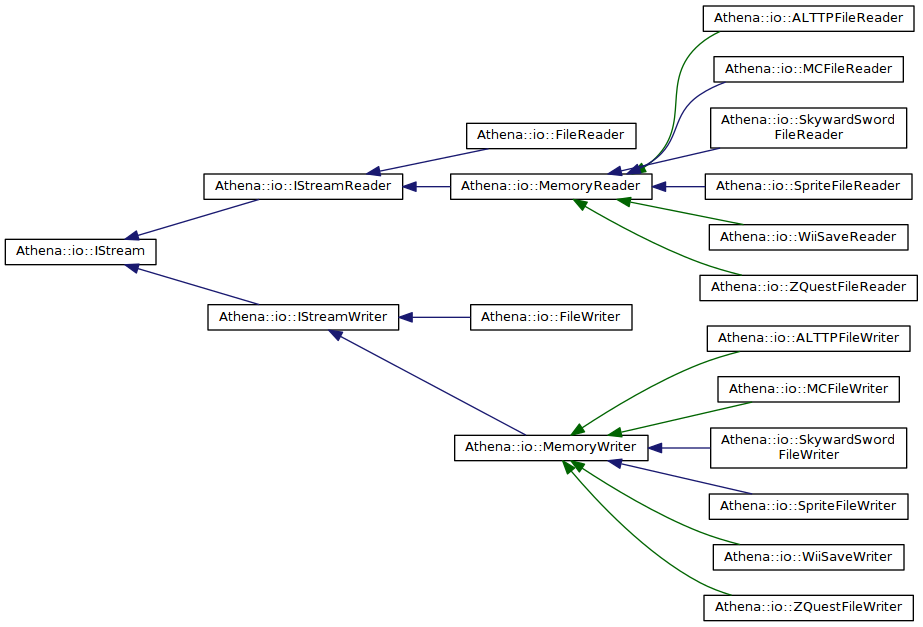 Athena::io::ALTTPFileReader
Athena::io::MCFileReader
Athena::io::SkywardSword
FileReader
Athena::io::FileReader
Athena::io::IStreamReader
Athena::io::MemoryReader
Athena::io::SpriteFileReader
Athena::io::WiiSaveReader
Athena::io::IStream
Athena::io::ZQuestFileReader
Athena::io::IStreamWriter
Athena::io::FileWriter
Athena::io::ALTTPFileWriter
Athena::io::MCFileWriter
Athena::io::MemoryWriter
Athena::io::SkywardSword
FileWriter
Athena::io::SpriteFileWriter
Athena::io::WiiSaveWriter
Athena::io::ZQuestFileWriter